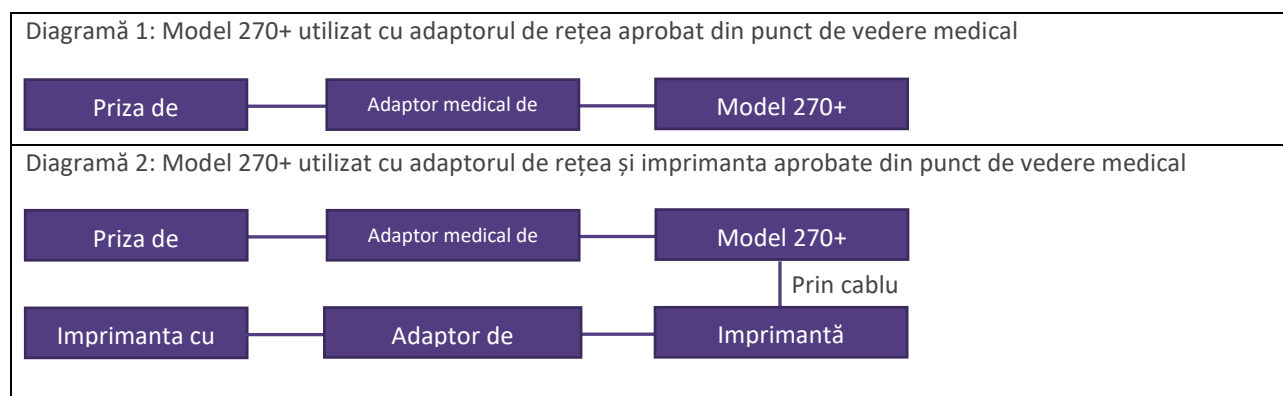 Diagramă 1: Model 270+ utilizat cu adaptorul de rețea aprobat din punct de vedere medical
Priza de
Adaptor medical de
Model 270+
Diagramă 2: Model 270+ utilizat cu adaptorul de rețea și imprimanta aprobate din punct de vedere medical
Priza de
Adaptor medical de
Model 270+
Prin cablu
Imprimanta cu
Adaptor de
Imprimantă